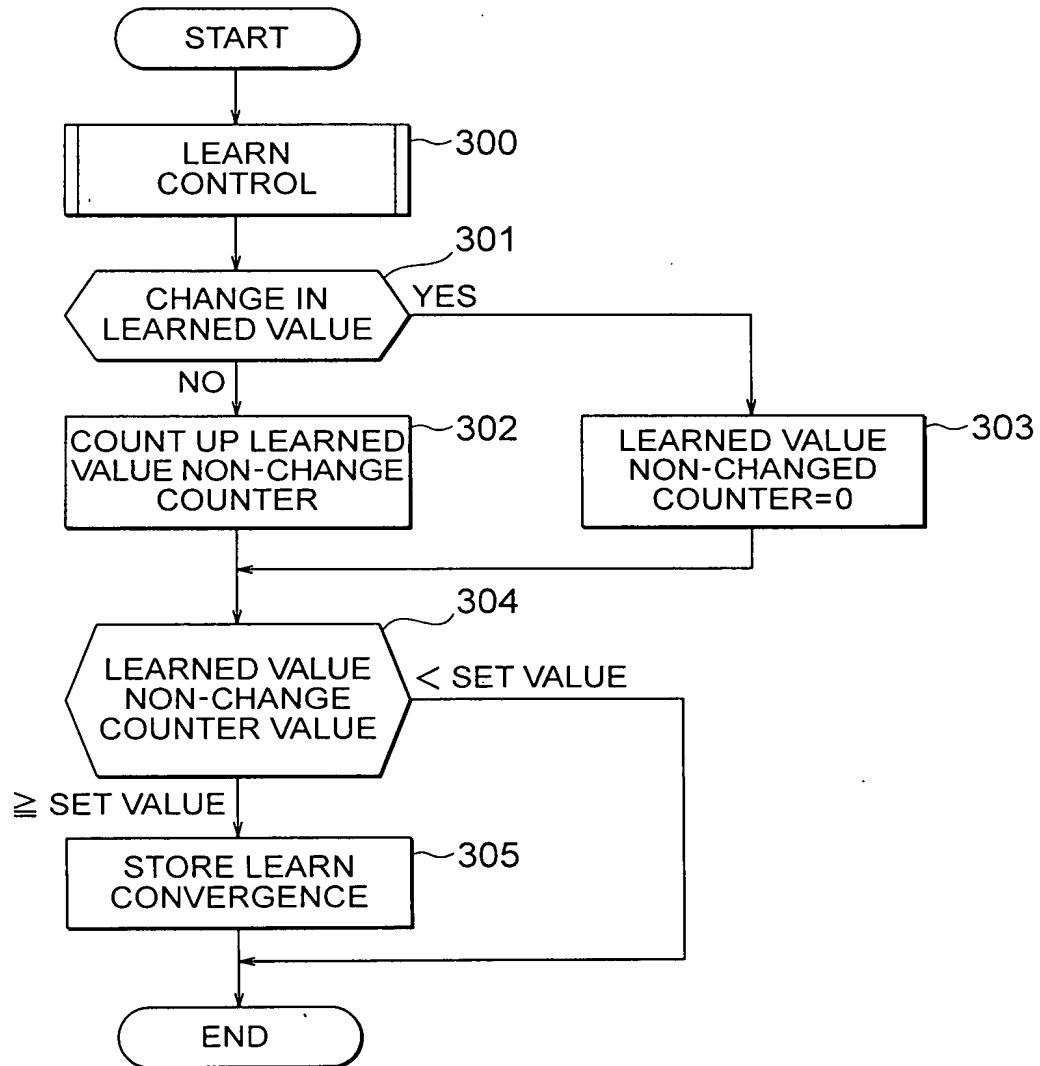 START
LEARN
CONTROL
300
301
CHANGE IN
LEARNED VALUE
YES
NO
COUNT UP LEARNED
VALUE NON-CHANGE
COUNTER
302
LEARNED VALUE
NON-CHANGED
COUNTER=0
303
304
LEARNED VALUE
NON-CHANGE
COUNTER VALUE
< SET VALUE
≧ SET VALUE
STORE LEARN
CONVERGENCE
305
END